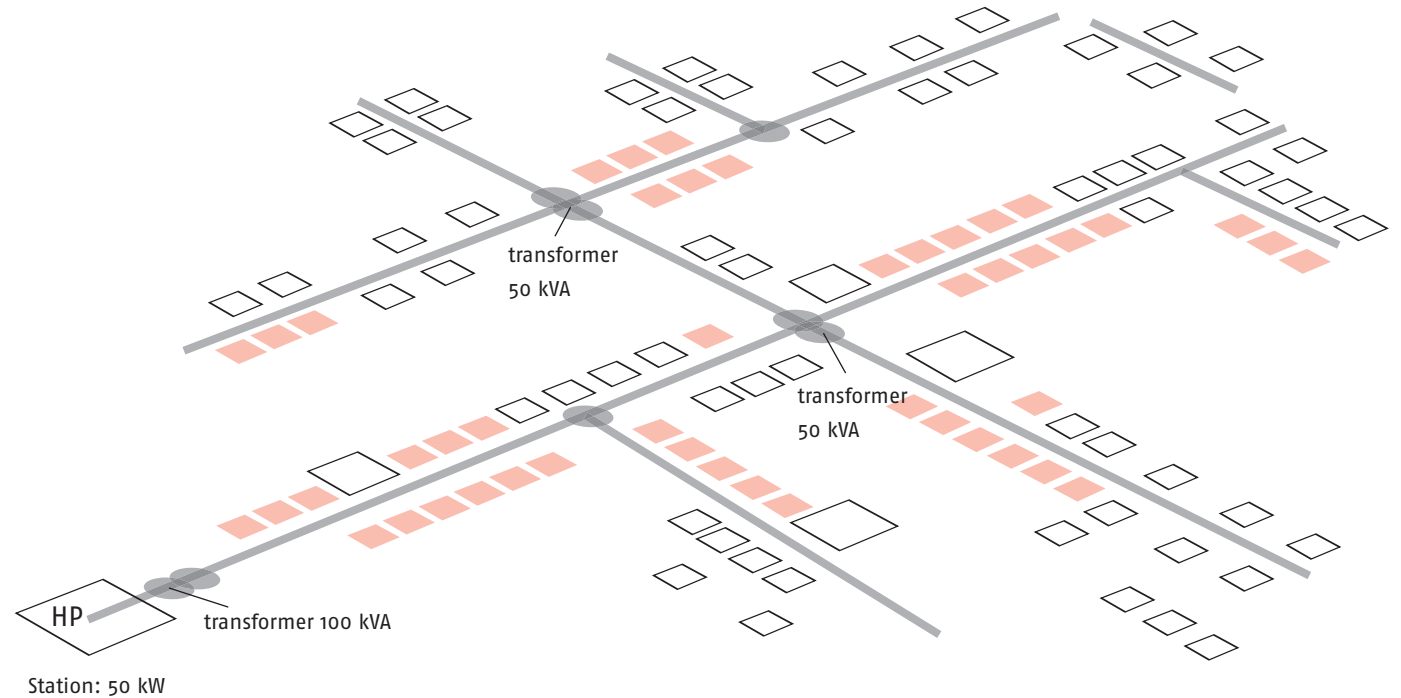 transformer
50 kVA
transformer
50 kVA
HP
transformer 100 kVA
Station: 50 kW